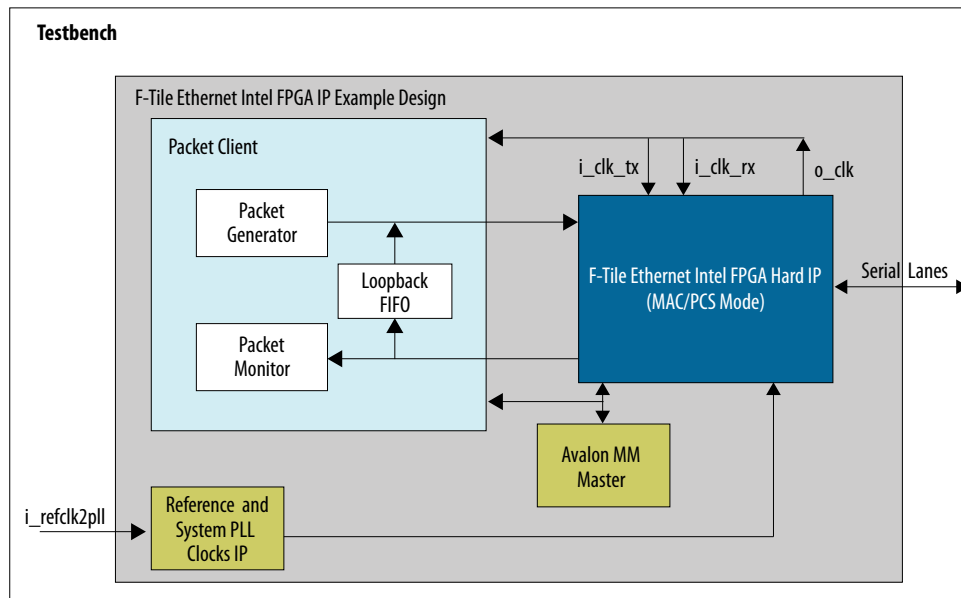 Testbench
F-Tile Ethernet Intel FPGA IP Example Design
Packet Client
i_clk_tx
i_clk_rx
o_clk
Packet
Generator
Loopback
FIFO
Packet
Monitor
F-Tile Ethernet Intel FPGA Hard IP
(MAC/PCS Mode)
Serial Lanes
Avalon MM
Master
i_refclk2pll
Reference and
System PLL
Clocks IP